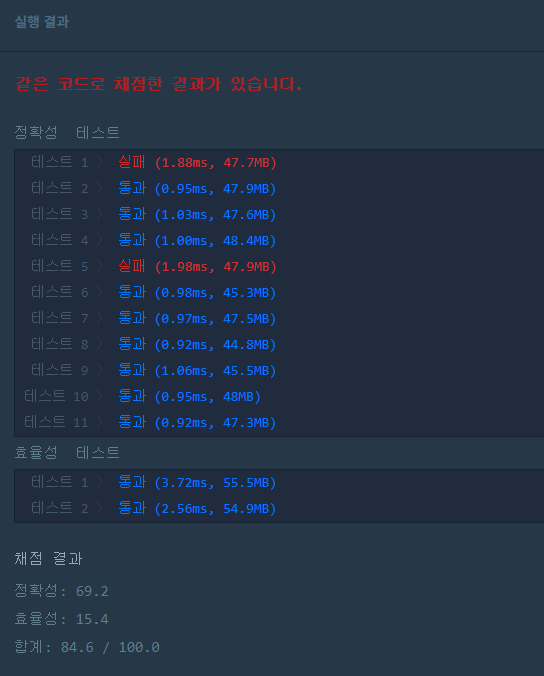 실행 결과
같은 코드로 채점한 결과가 있습니다.
정확성 테스트
테스트 1 〉 실패 (1.88ms, 47.7MB)
테스트 2 〉 통과 (0.95ms, 47.9MB)
테스트 3 〉 통과 (1.03ms, 47.6MB)
테스트 4 〉 통과 (1.00ms, 48.4MB)
테스트 5 〉 실패 (1.98ms, 47.9MB)
테스트 6 〉 통과 (0.98ms, 45.3MB)
테스트 7 〉 통과 (0.97ms, 47.5MB)
테스트 8 〉 통과 (0.92ms, 44.8MB)
테스트 9 〉 통과 (1.06ms, 45.5MB)
테스트 10 〉 통과 (0.95ms, 48MB)
테스트 11 〉 통과 (0.92ms, 47.3MB)
효율성 테스트
테스트 1 〉 통과 (3.72ms, 55.5MB)
테스트 2 〉 통과 (2.56ms, 54.9MB)
채점 결과
정확성: 69.2
효율성: 15.4
합계: 84.6 / 100.0